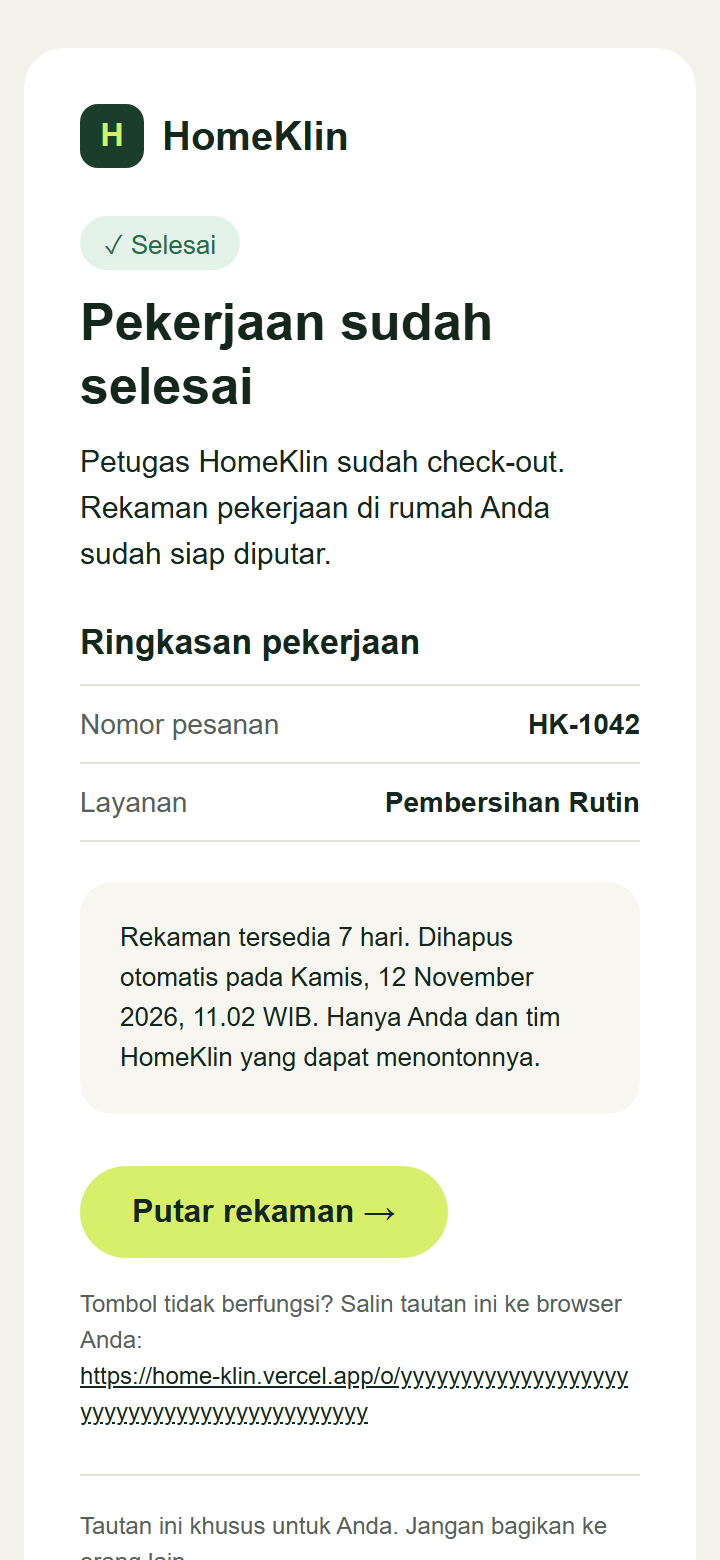 H
HomeKlin
✓ Selesai
Pekerjaan sudah
selesai
Petugas HomeKlin sudah check-out.
Rekaman pekerjaan di rumah Anda
sudah siap diputar.
Ringkasan pekerjaan
Nomor pesanan HK-1042
Layanan Pembersihan Rutin
Rekaman tersedia 7 hari. Dihapus
otomatis pada Kamis, 12 November
2026, 11.02 WIB. Hanya Anda dan tim
HomeKlin yang dapat menontonnya.
Putar rekaman →
Tombol tidak berfungsi? Salin tautan ini ke browser
Anda:
https://home-klin.vercel.app/o/yyyyyyyyyyyyyyyyyyy
yyyyyyyyyyyyyyyyyyyyyyyy
Tautan ini khusus untuk Anda. Jangan bagikan ke
orang lain.